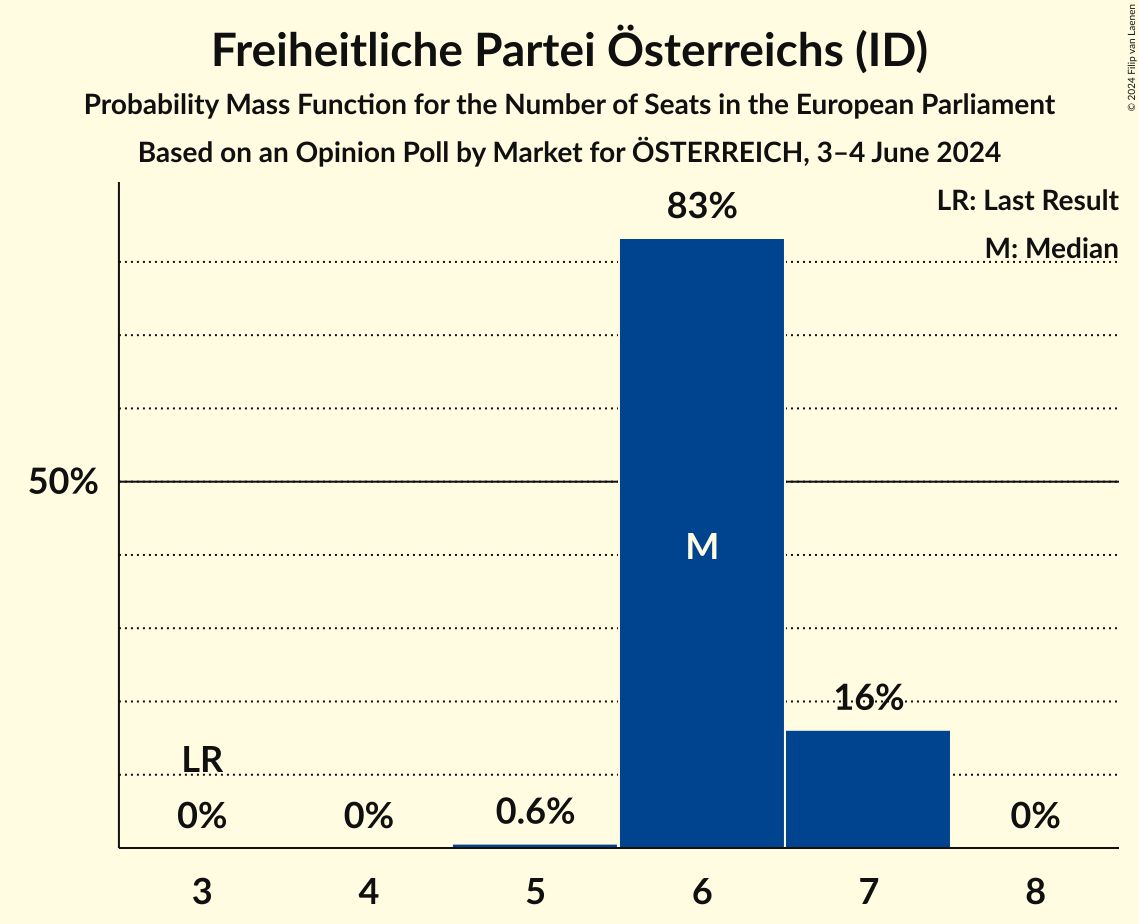 Freiheitliche Partei Österreichs (ID)
Probability Mass Function for the Number of Seats in the European Parliament
Based on an Opinion Poll by Market for ÖSTERREICH, 3–4 June 2024
© 2024 Filip van Laenen
LR: Last Result
M: Median
83%
50%
M
16%
LR
0%
0%
0.6%
0%
3
4
5
6
7
8